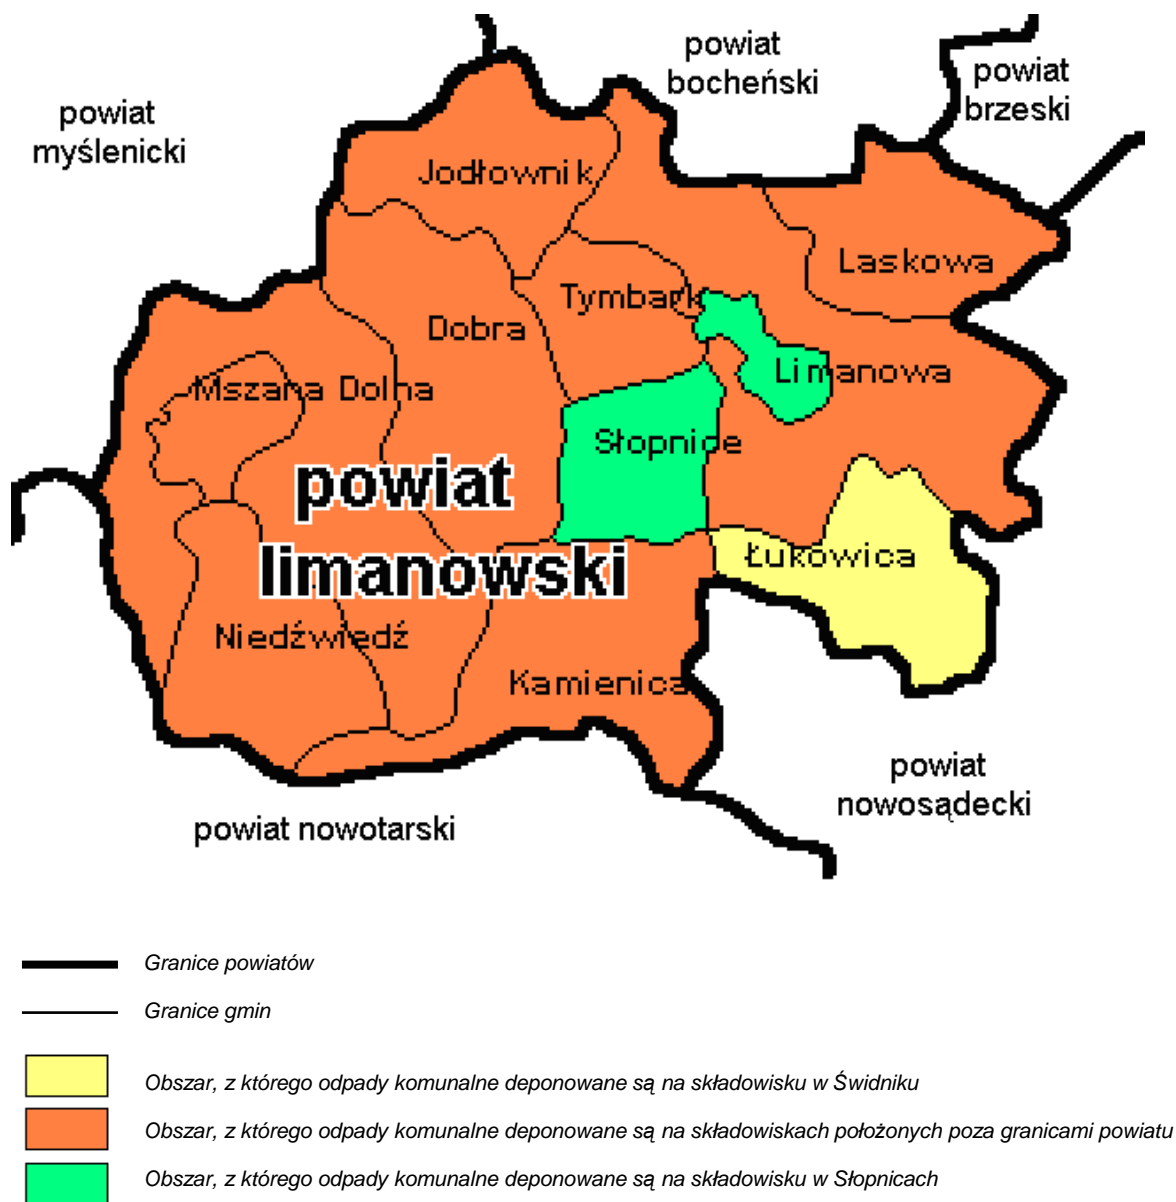 powiat
bocheński
powiat
brzeski
powiat
myślenicki
Jodłownik
Laskowa
Tymbark
Dobra
Limanowa
Mszana Dolna
Słopnice
powiat
limanowski
Łukowica
Niedźwiedź
Kamienica
powiat
nowosądecki
powiat nowotarski
Granice powiatów
Granice gmin
Obszar, z którego odpady komunalne deponowane są na składowisku w Świdniku
Obszar, z którego odpady komunalne deponowane są na składowiskach położonych poza granicami powiatu
Obszar, z którego odpady komunalne deponowane są na składowisku w Słopnicach